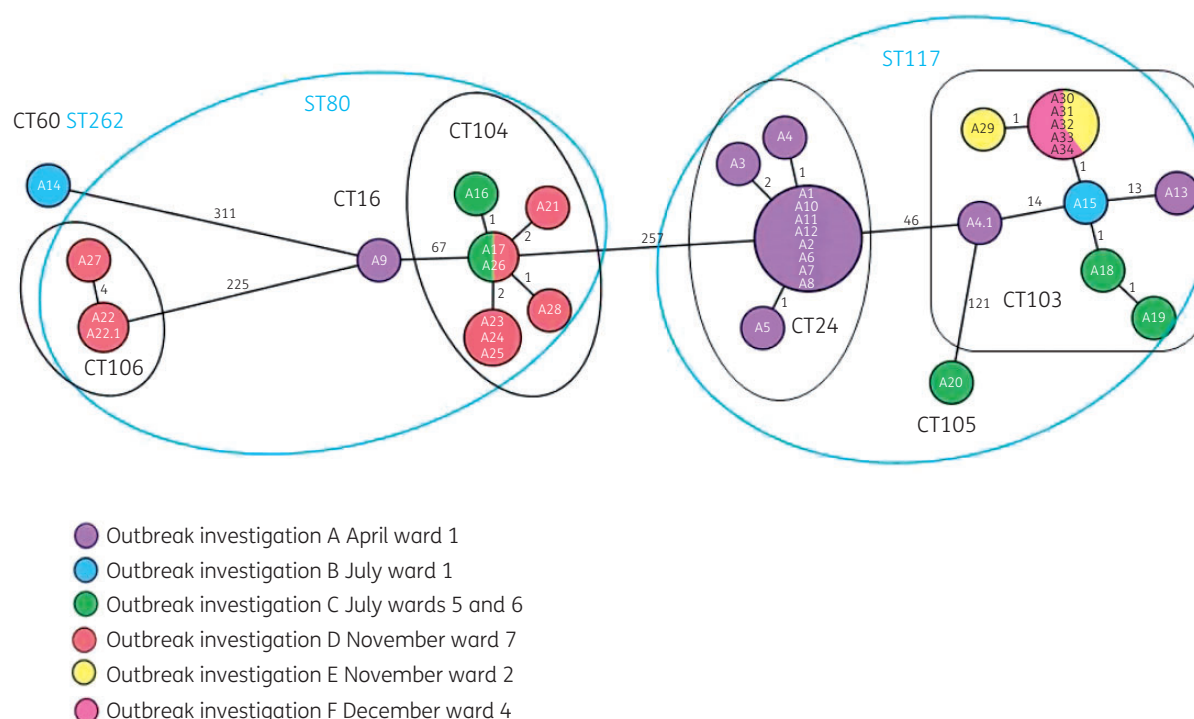 ST117
ST80
CT60 ST262
CT104
A14
311
CT16
A9
67
A16
1
A21
2
A17
A26
1
A28
2
A23
A24
A25
A27
4
A22
A22.1
225
CT106
257
A4
1
A3
2
A1
A10
A11
A12
A2
A6
A7
A8
1
A5
CT24
46
A30
A31
A32
A33
A34
1
A29
1
A4.1
14
A15
13
A13
1
A18
1
A19
CT103
121
A20
CT105
Outbreak investigation A April ward 1
Outbreak investigation B July ward 1
Outbreak investigation C July wards 5 and 6
Outbreak investigation D November ward 7
Outbreak investigation E November ward 2
Outbreak investigation F December ward 4